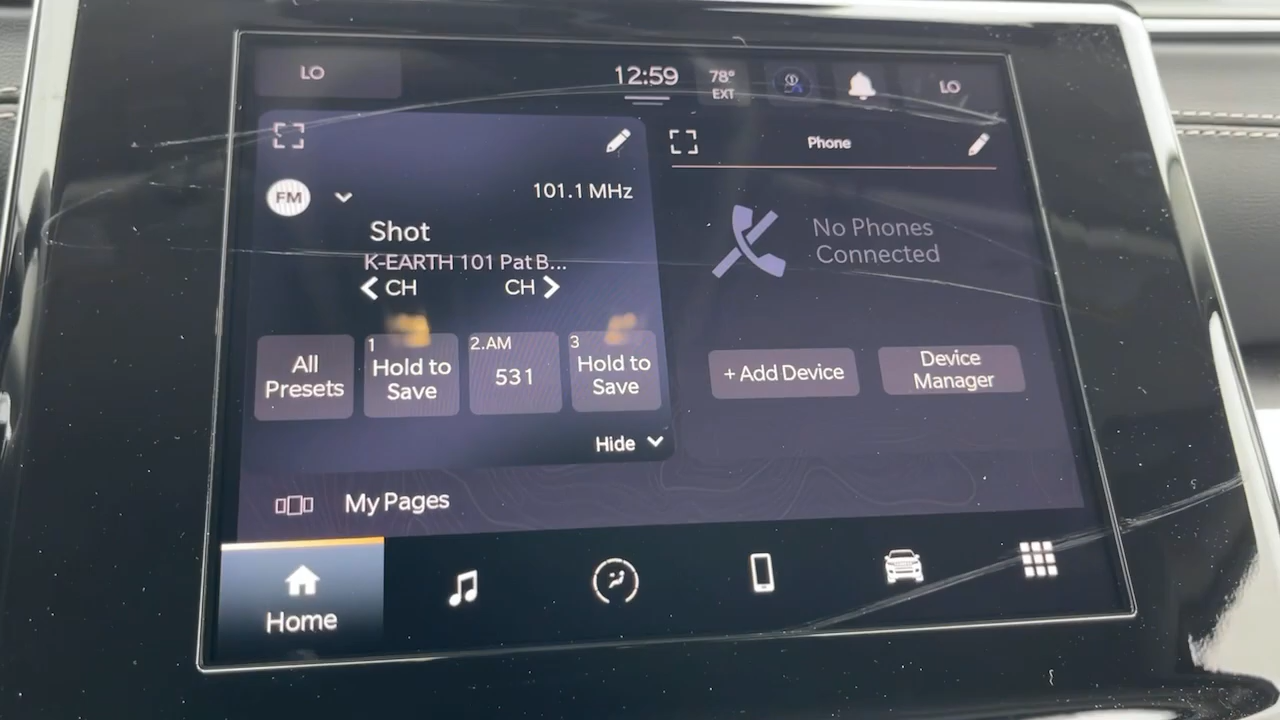 LO
12:59
78°
EXT
LO
FM
101.1 MHz
Shot
K-EARTH 101 Pat B...
CH
CH
All
Presets
1
Hold to
Save
2.AM
531
3
Hold to
Save
Hide
Phone
No Phones
Connected
+ Add Device
Device
Manager
My Pages
Home